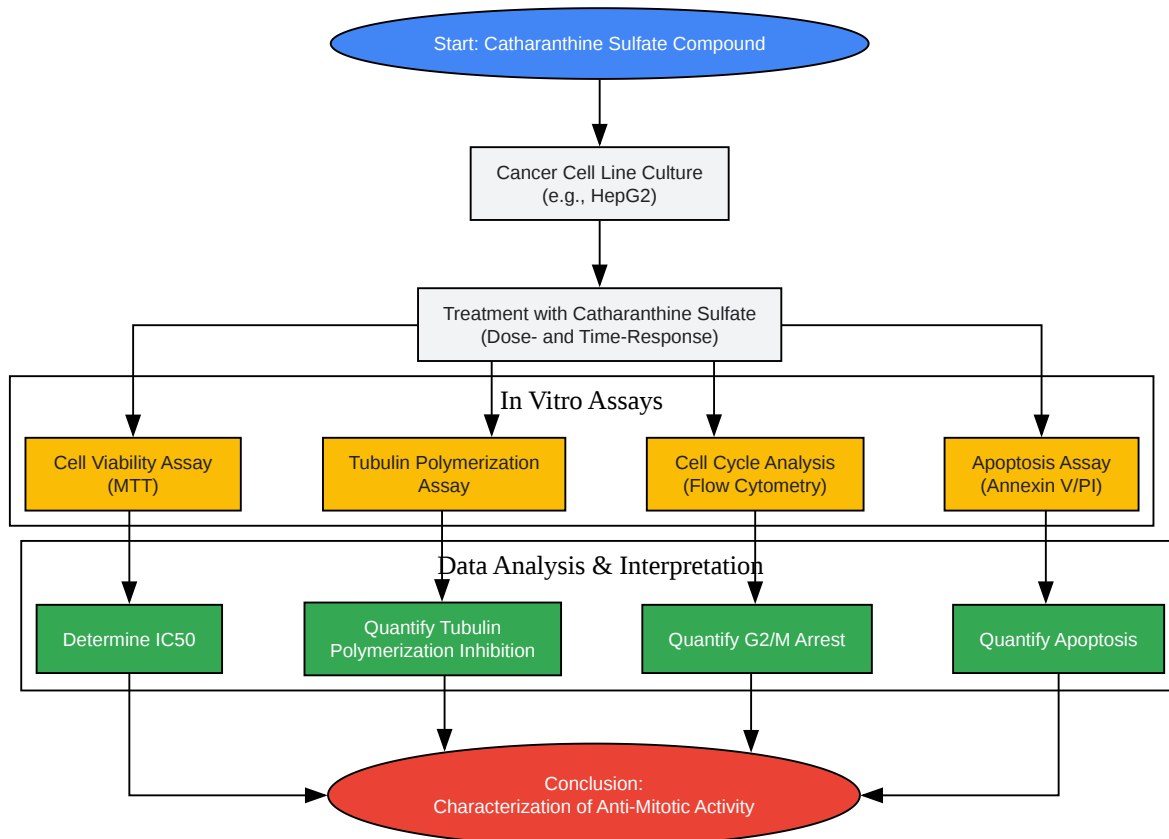 Start: Catharanthine Sulfate Compound
Cancer Cell Line Culture
(e.g., HepG2)
Treatment with Catharanthine Sulfate
(Dose- and Time-Response)
In Vitro Assays
Cell Viability Assay
(MTT)
Tubulin Polymerization
Assay
Cell Cycle Analysis
(Flow Cytometry)
Apoptosis Assay
(Annexin V/PI)
Data Analysis & Interpretation
Determine IC50
Quantify Tubulin
Polymerization Inhibition
Quantify G2/M Arrest
Quantify Apoptosis
Conclusion:
Characterization of Anti-Mitotic Activity